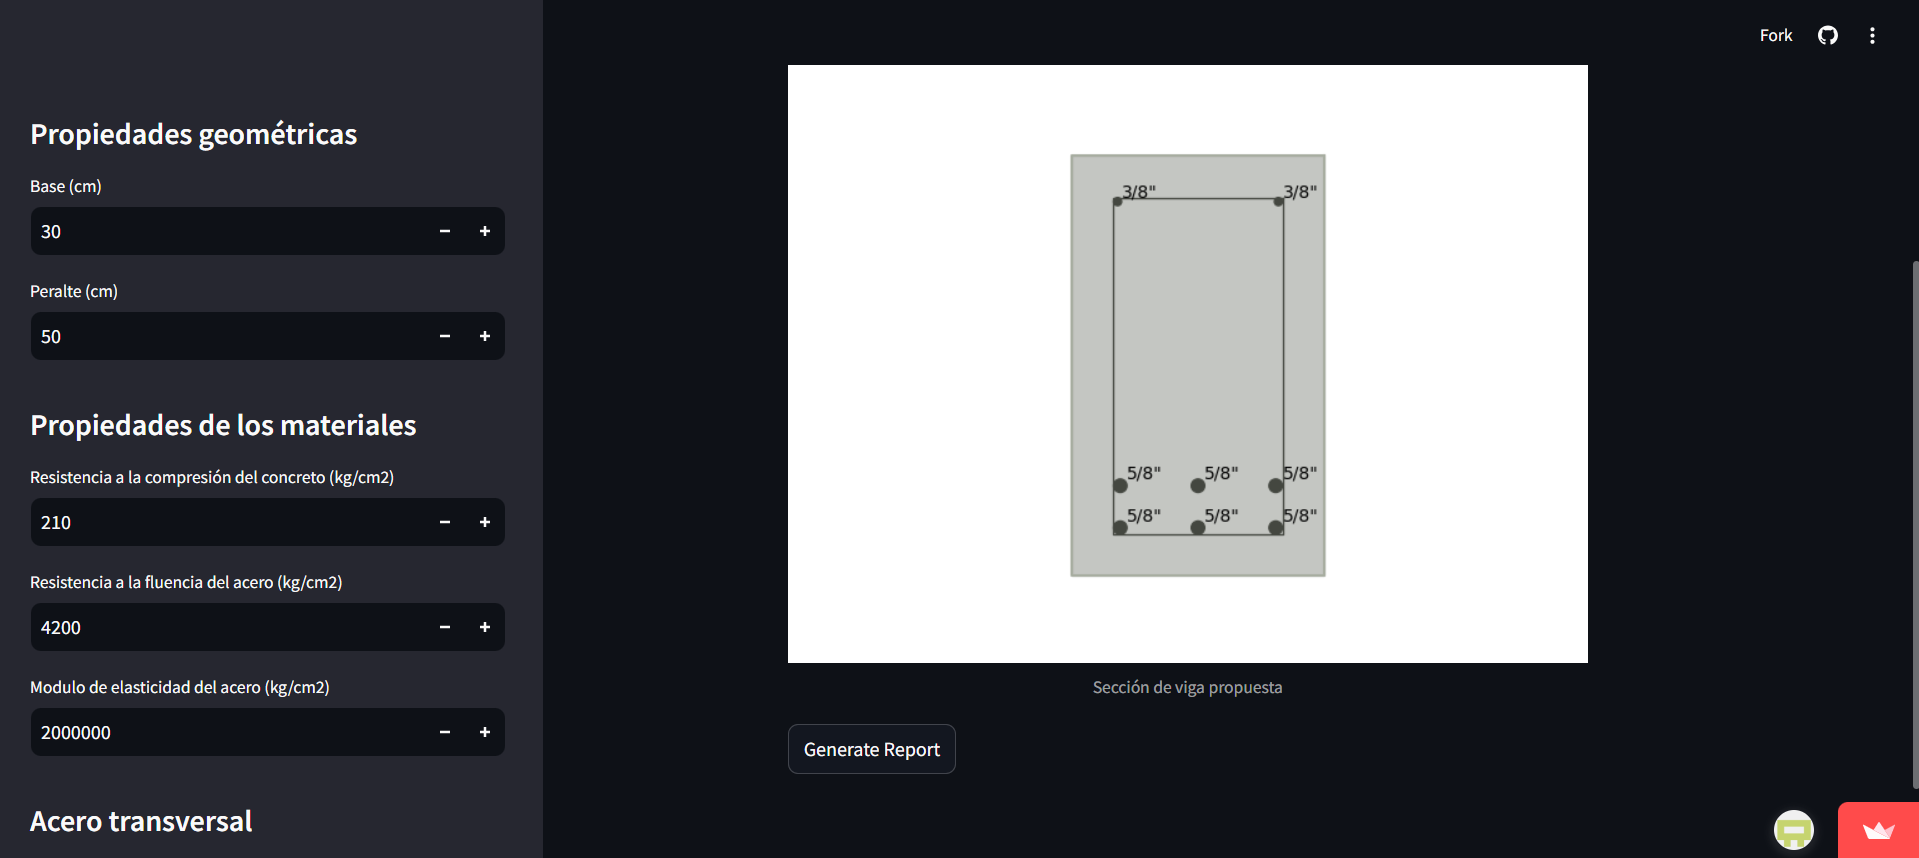 Propiedades geométricas
Base (cm)
30
Peralte (cm)
50
Propiedades de los materiales
Resistencia a la compresión del concreto (kg/cm2)
210
Resistencia a la fluencia del acero (kg/cm2)
4200
Modulo de elasticidad del acero (kg/cm2)
2000000
Acero transversal
Fork
3/8" 3/8"
5/8" 5/8" 5/8"
5/8" 5/8" 5/8"
Sección de viga propuesta
Generate Report